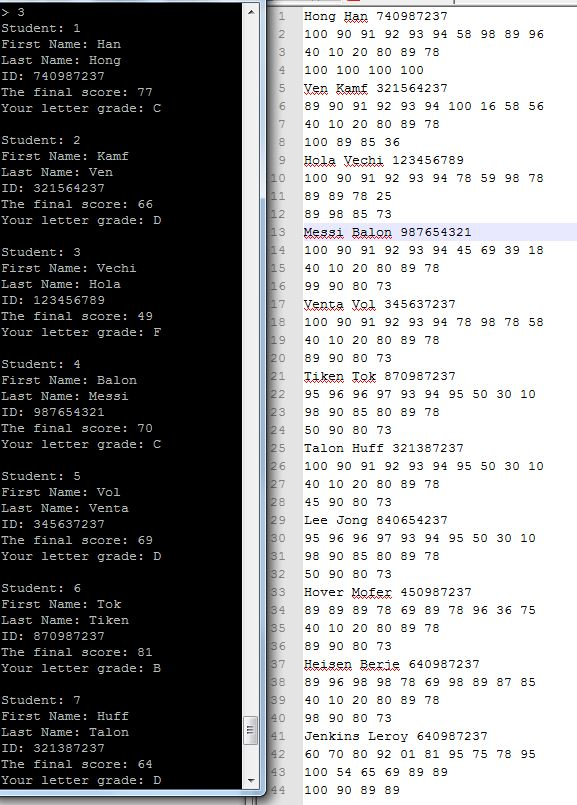 > 3
Student: 1
First Name: Han
Last Name: Hong
ID: 740987237
The final score: 77
Your letter grade: C
Student: 2
First Name: Kamf
Last Name: Ven
ID: 321564237
The final score: 66
Your letter grade: D
Student: 3
First Name: Vechi
Last Name: Hola
ID: 123456789
The final score: 49
Your letter grade: F
Student: 4
First Name: Balon
Last Name: Messi
ID: 987654321
The final score: 70
Your letter grade: C
Student: 5
First Name: Vol
Last Name: Venta
ID: 345637237
The final score: 69
Your letter grade: D
Student: 6
First Name: Tok
Last Name: Tiken
ID: 870987237
The final score: 81
Your letter grade: B
Student: 7
First Name: Huff
Last Name: Talon
ID: 321387237
The final score: 64
Your letter grade: D
1 Hong Han 740987237
2 100 90 91 92 93 94 58 98 89 96
3 40 10 20 80 89 78
4 100 100 100 100
5 Ven Kamf 321564237
6 89 90 91 92 93 94 100 16 58 56
7 40 10 20 80 89 78
8 100 89 85 36
9 Hola Vechi 123456789
10 100 90 91 92 93 94 78 59 98 78
11 89 89 78 25
12 89 98 85 73
13 Messi Balon 987654321
14 100 90 91 92 93 94 45 69 39 18
15 40 10 20 80 89 78
16 99 90 80 73
17 Venta Vol 345637237
18 100 90 91 92 93 94 78 98 78 58
19 40 10 20 80 89 78
20 89 90 80 73
21 Tiken Tok 870987237
22 95 96 96 97 93 94 95 50 30 10
23 98 90 85 80 89 78
24 50 90 80 73
25 Talon Huff 321387237
26 100 90 91 92 93 94 95 50 30 10
27 40 10 20 80 89 78
28 45 90 80 73
29 Lee Jong 840654237
30 95 96 96 97 93 94 95 50 30 10
31 98 90 85 80 89 78
32 50 90 80 73
33 Hover Mofer 450987237
34 89 89 89 78 69 89 78 96 36 75
35 40 10 20 80 89 78
36 89 90 80 73
37 Heisen Berje 640987237
38 89 96 98 98 78 69 98 89 87 85
39 40 10 20 80 89 78
40 98 90 80 73
41 Jenkins Leroy 640987237
42 60 70 80 92 01 81 95 75 78 95
43 100 54 65 69 89 89
44 100 90 89 89